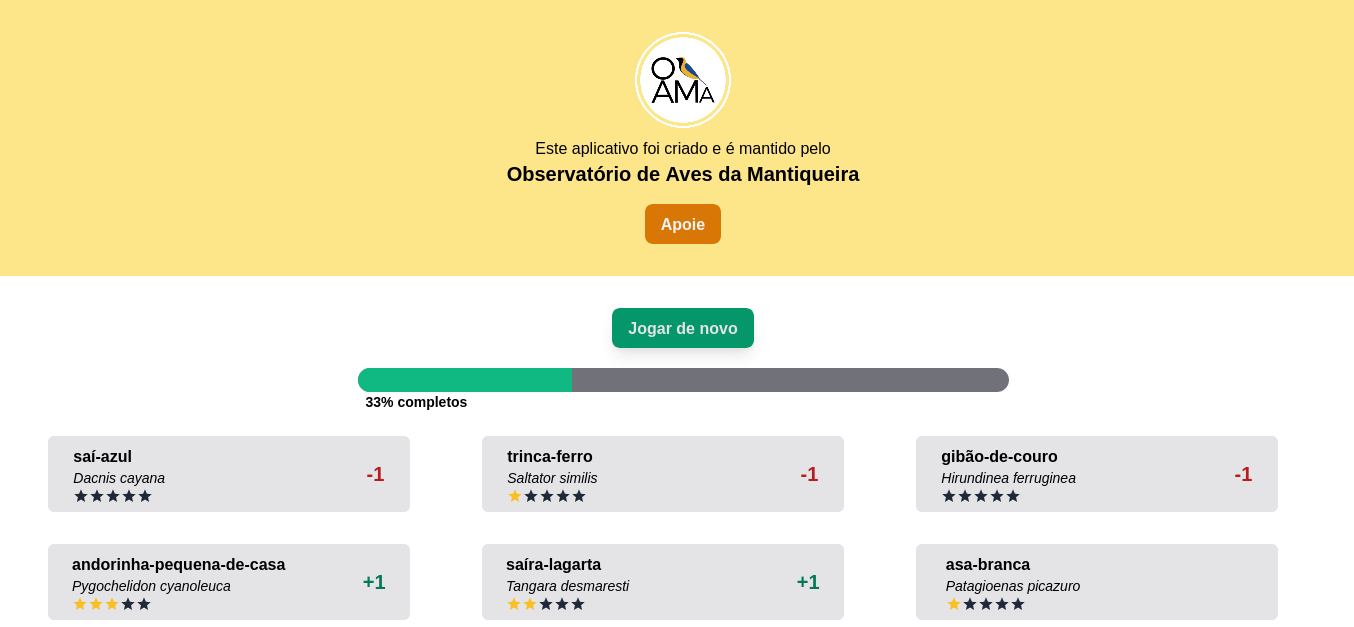 OAMA
Este aplicativo foi criado e é mantido pelo
Observatório de Aves da Mantiqueira
Apoie
Jogar de novo
33% completos
saí-azul
Dacnis cayana
-1
trinca-ferro
Saltator similis
-1
gibão-de-couro
Hirundinea ferruginea
-1
andorinha-pequena-de-casa
Pygochelidon cyanoleuca
+1
saíra-lagarta
Tangara desmaresti
+1
asa-branca
Patagioenas picazuro